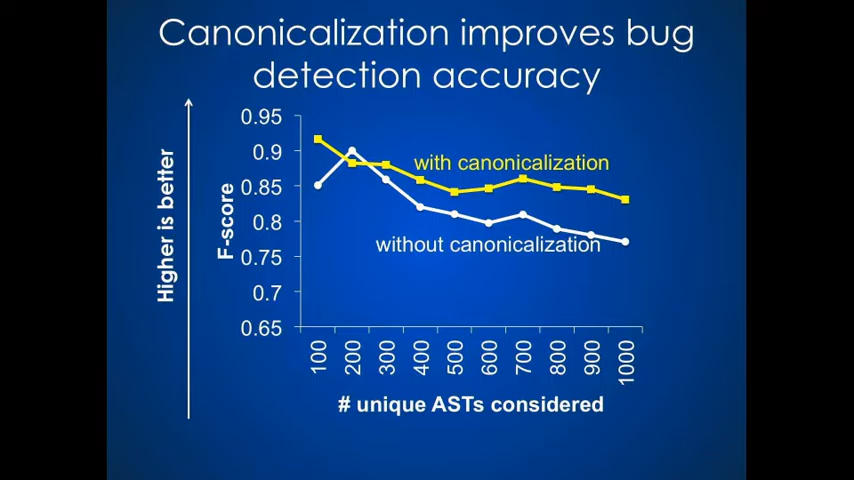 Canonicalization improves bug
detection accuracy
Higher is better
F-score
0.95
0.9
0.85
0.8
0.75
0.7
0.65
with canonicalization
without canonicalization
100
200
300
400
500
600
700
800
900
1000
# unique ASTs considered